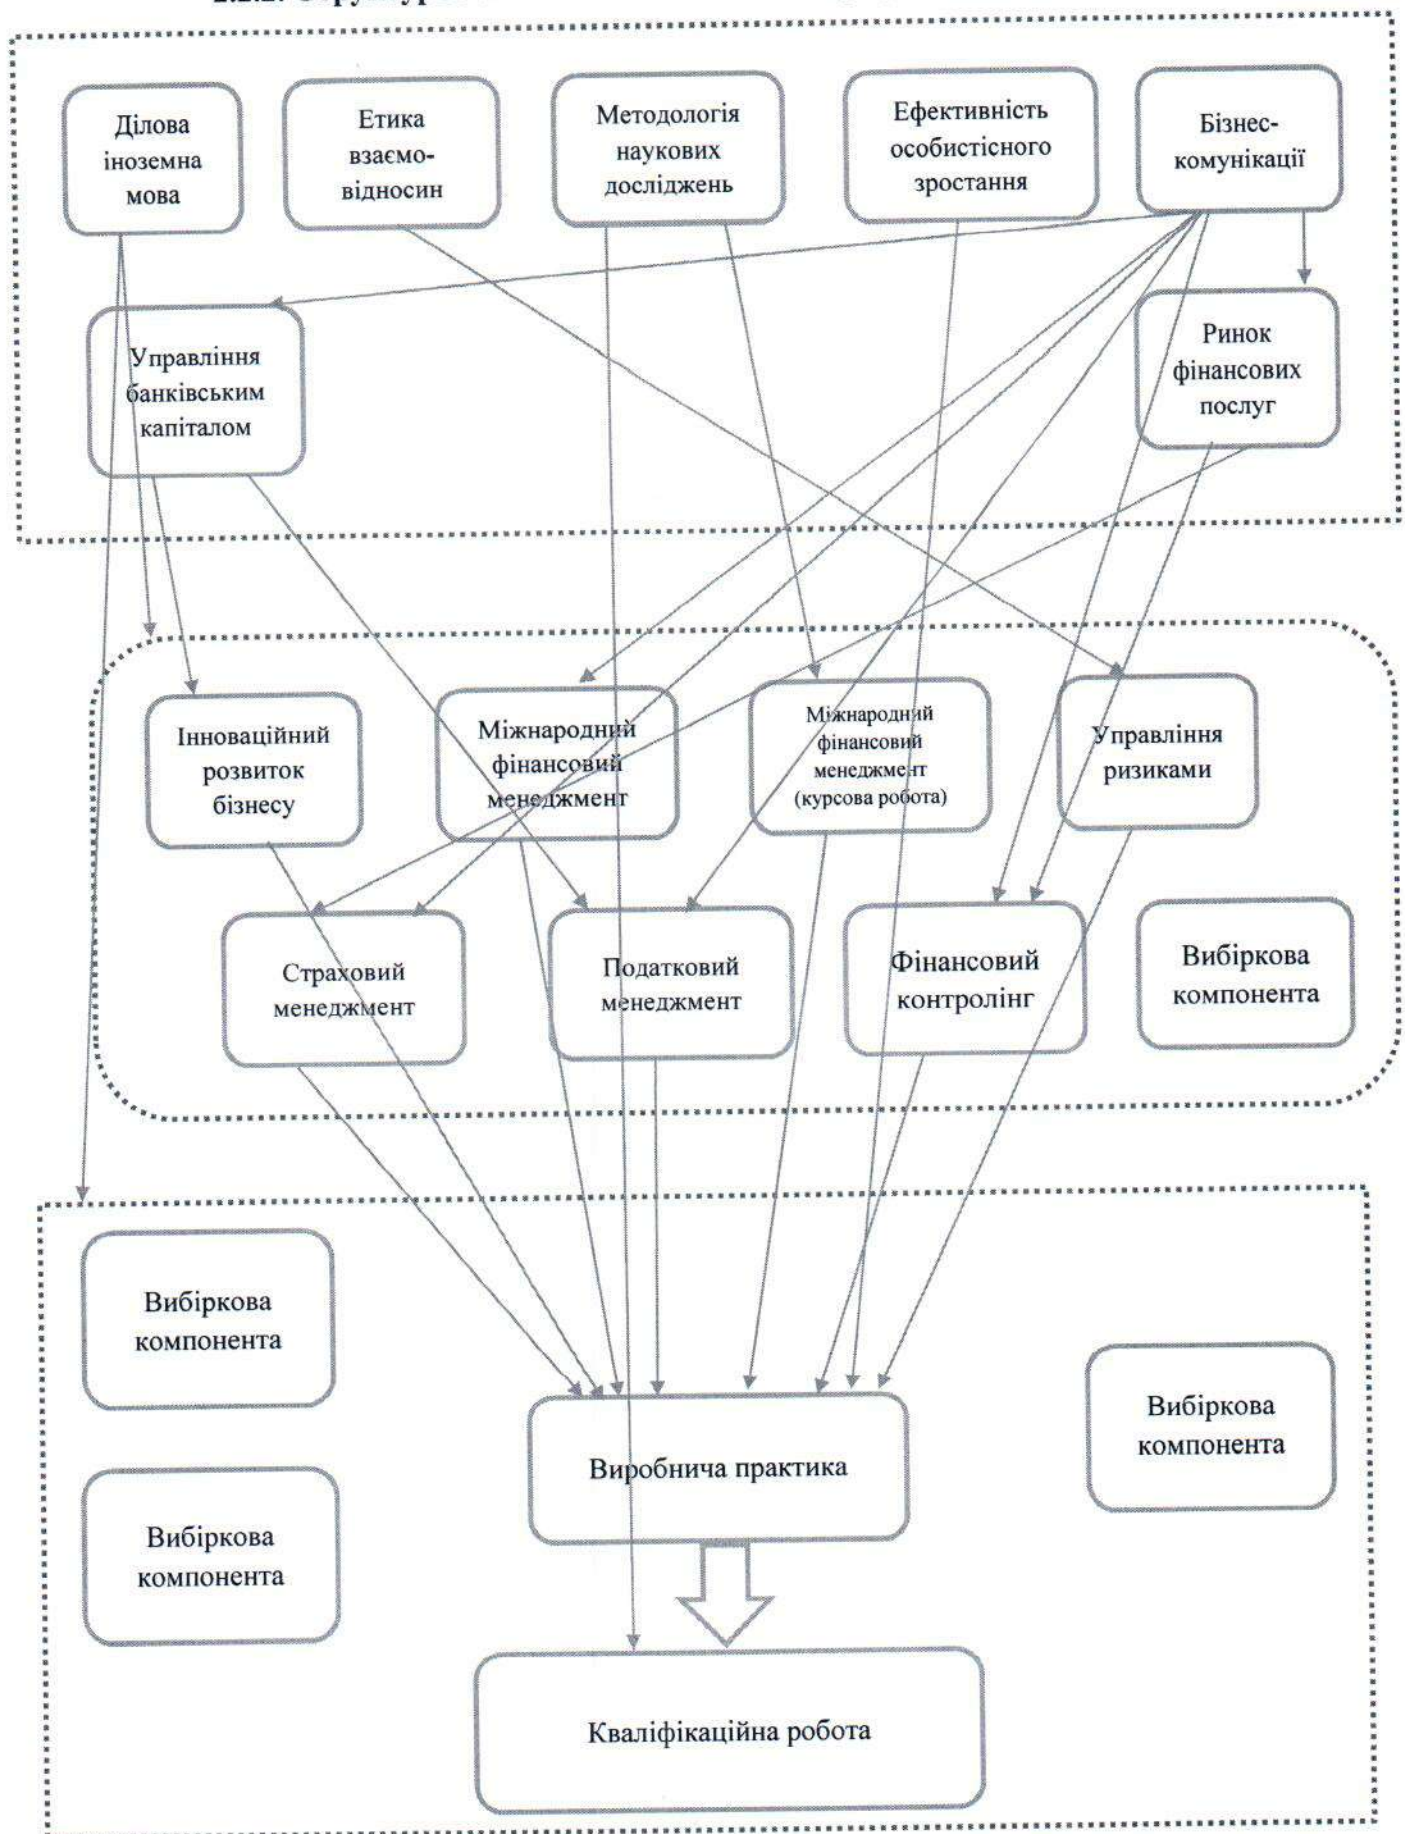 Ділова
іноземна
мова
Етика
взаємо-
відносин
Методологія
наукових
досліджень
Ефективність
особистісного
зростання
Бізнес-
комунікації
Управління
банківським
капіталом
Ринок
фінансових
послуг
Інноваційний
розвиток
бізнесу
Міжнародний
фінансовий
менеджмент
Міжнародний
фінансовий
менеджмент
(курсова робота)
Управління
ризиками
Страховий
менеджмент
Податковий
менеджмент
Фінансовий
контролінг
Вибіркова
компонента
Вибіркова
компонента
Вибіркова
компонента
Виробнича практика
Вибіркова
компонента
Кваліфікаційна робота